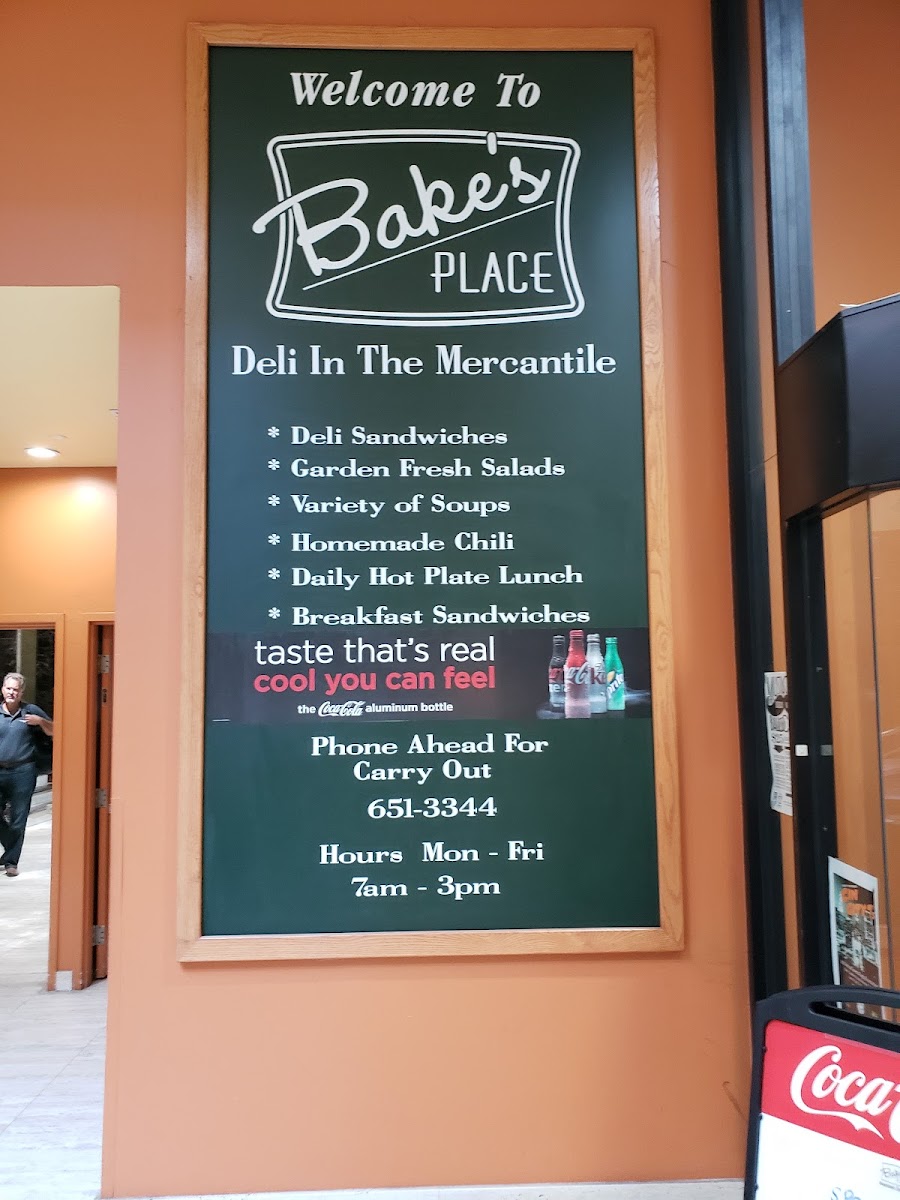 Welcome To
Bake's
PLACE
Deli In The Mercantile
* Deli Sandwiches
* Garden Fresh Salads
* Variety of Soups
* Homemade Chili
* Daily Hot Plate Lunch
* Breakfast Sandwiches
taste that's real
cool you can feel
the Coca-Cola aluminum bottle
Phone Ahead For
Carry Out
651-3344
Hours Mon - Fri
7am - 3pm
Coca